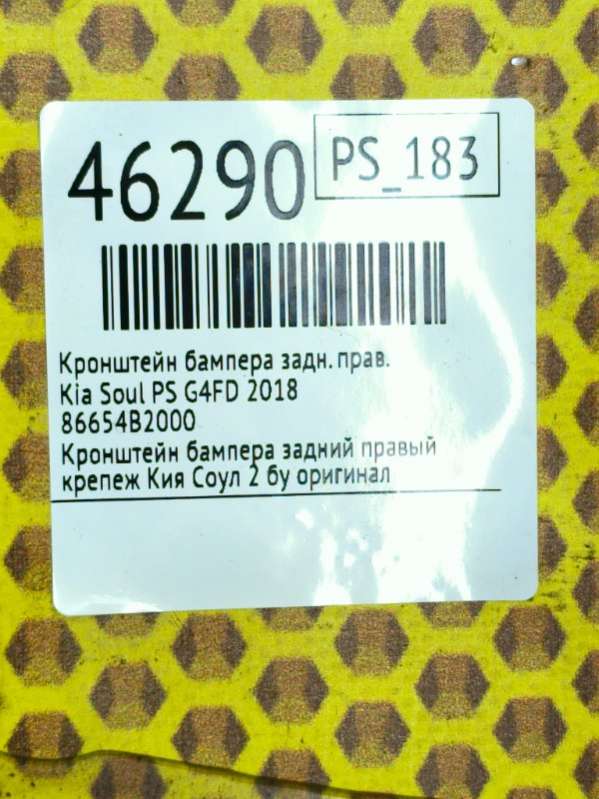 46290
PS_183
Кронштейн бампера задн. прав.
Kia Soul PS G4FD 2018
86654B2000
Кронштейн бампера задний правый
крепеж Кия Соул 2 бу оригинал